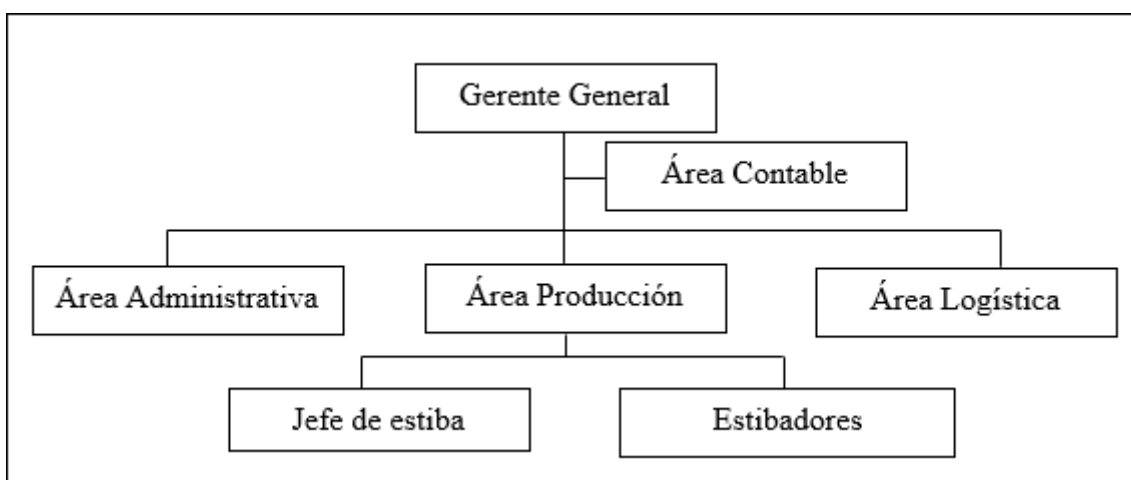 Gerente General
Área Contable
Área Administrativa
Área Producción
Área Logística
Jefe de estiba
Estibadores